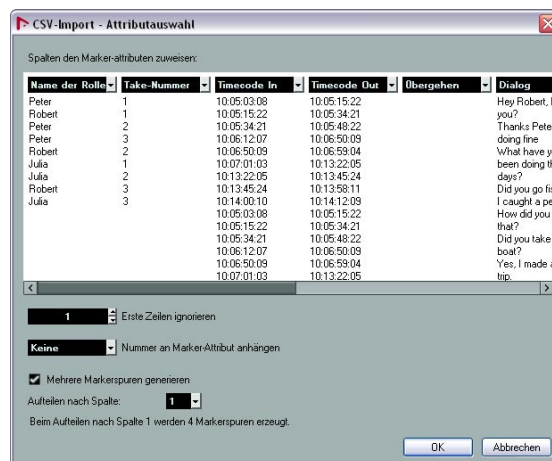 CSV-Import - Attributauswahl
Spalten den Marker-attributen zuweisen:
Name der Rolle Take-Nummer Timecode In Timecode Out Übergehen Dialog
Peter 1 10:05:03:08 10:05:15:22 Hey Robert,
Robert 1 10:05:15:22 10:05:34:21 you?
Peter 2 10:05:34:21 10:05:48:22 Thanks Pete
Peter 3 10:06:12:07 10:06:50:09 doing fine
Robert 2 10:06:50:09 10:06:59:04 What have y
Julia 1 10:07:01:03 10:13:22:05 been doing th
Julia 2 10:13:22:05 10:13:45:24 days?
Robert 3 10:13:45:24 10:13:58:11 Did you go fis
Julia 3 10:14:00:10 10:14:12:09 I caught a pe
10:05:03:08 10:05:15:22 How did you
10:05:15:22 10:05:34:21 that?
10:05:34:21 10:05:48:22 Did you take
10:06:12:07 10:06:50:09 boat?
10:06:50:09 10:06:59:04 Yes, I made a
10:07:01:03 10:13:22:05 trip.
1 Erste Zeilen ignorieren
Keine Nummer an Marker-Attribut anhängen
Mehrere Markerspuren generieren
Aufteilen nach Spalte: 1
Beim Aufteilen nach Spalte 1 werden 4 Markerspuren erzeugt.
OK Abbrechen